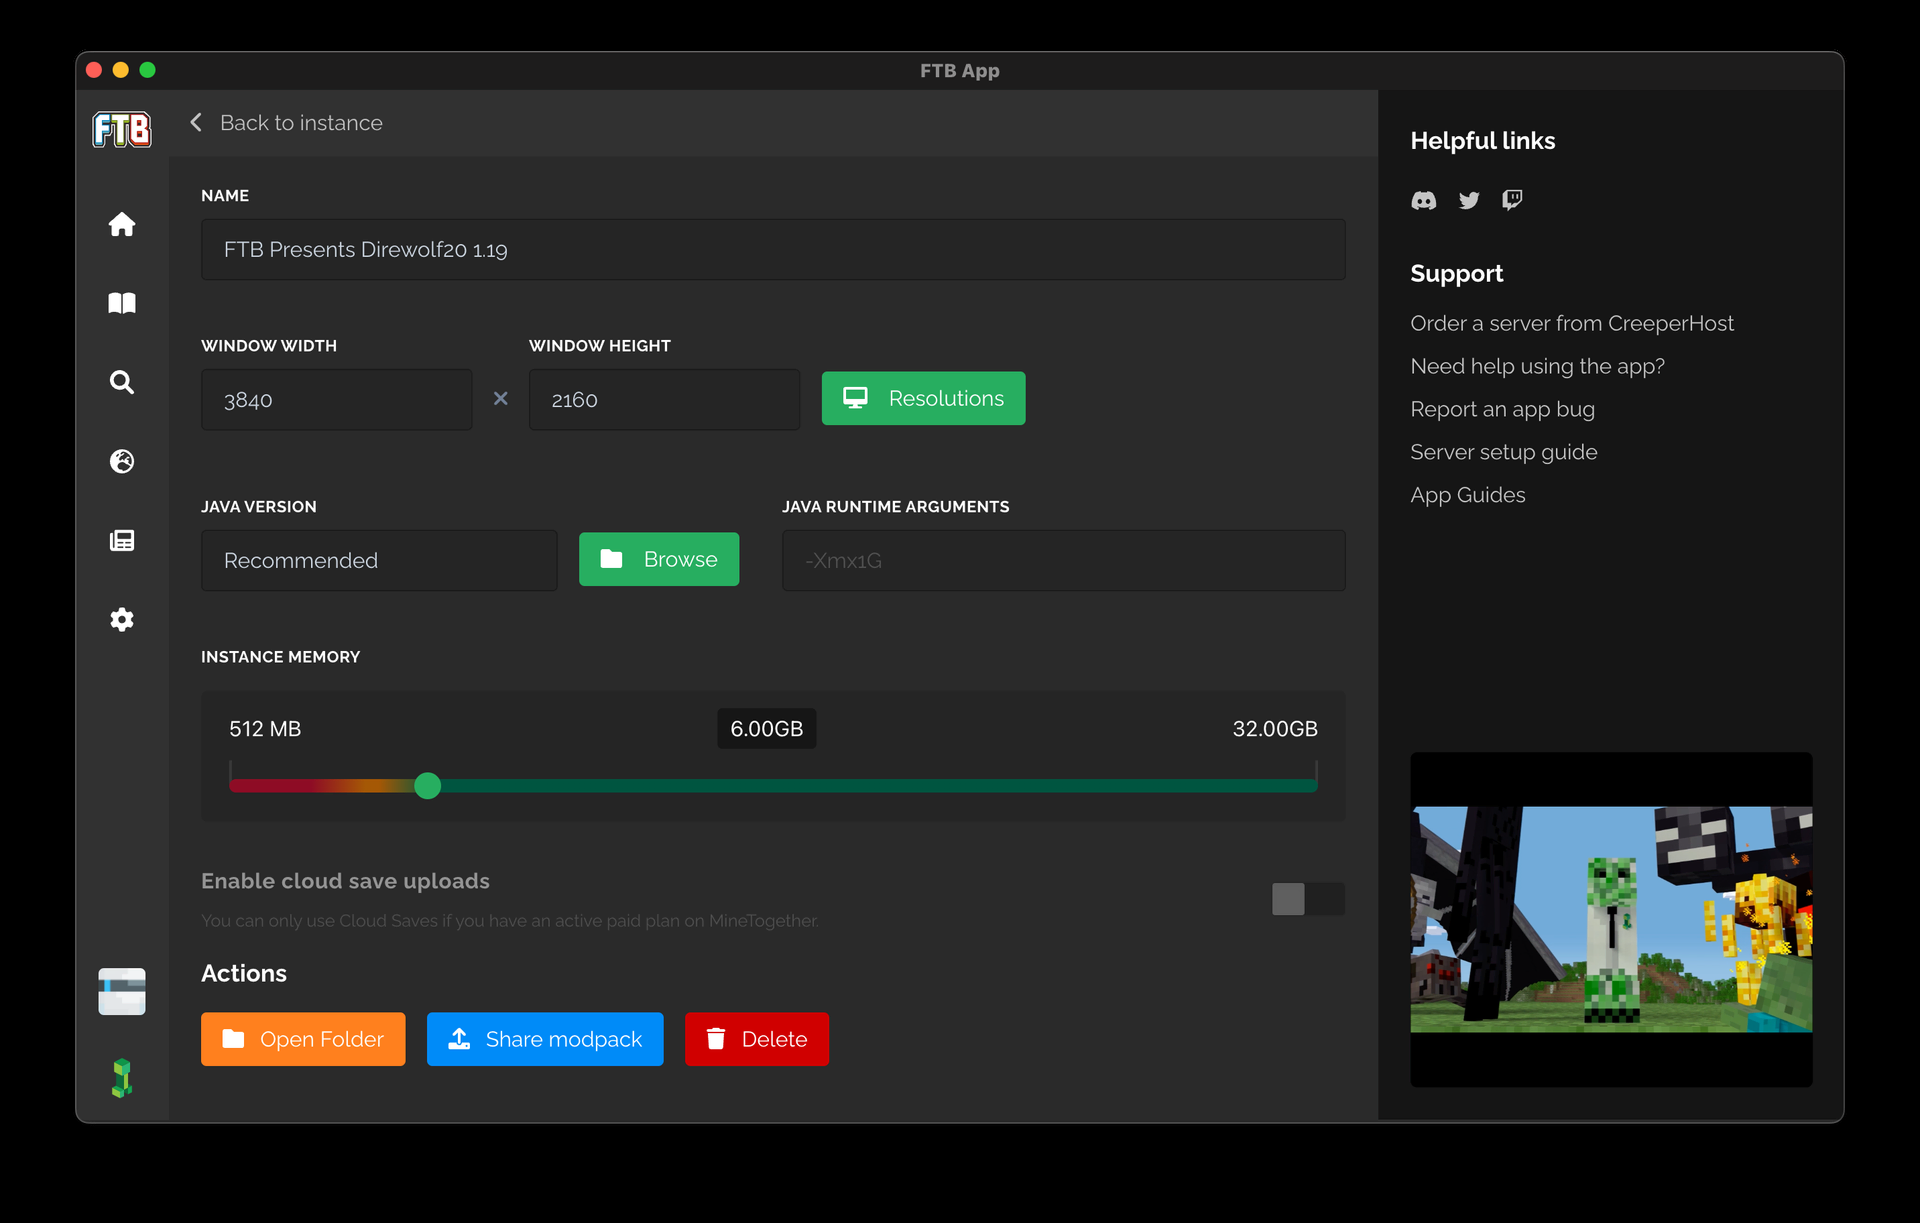 FTB App
FTB
Back to instance
NAME
FTB Presents Direwolf20 1.19
WINDOW WIDTH
WINDOW HEIGHT
3840
×
2160
Resolutions
JAVA VERSION
JAVA RUNTIME ARGUMENTS
Recommended
Browse
-Xmx1G
INSTANCE MEMORY
512 MB
6.00GB
32.00GB
Enable cloud save uploads
You can only use Cloud Saves if you have an active paid plan on MineTogether.
Actions
Open Folder
Share modpack
Delete
Helpful links
Support
Order a server from CreeperHost
Need help using the app?
Report an app bug
Server setup guide
App Guides